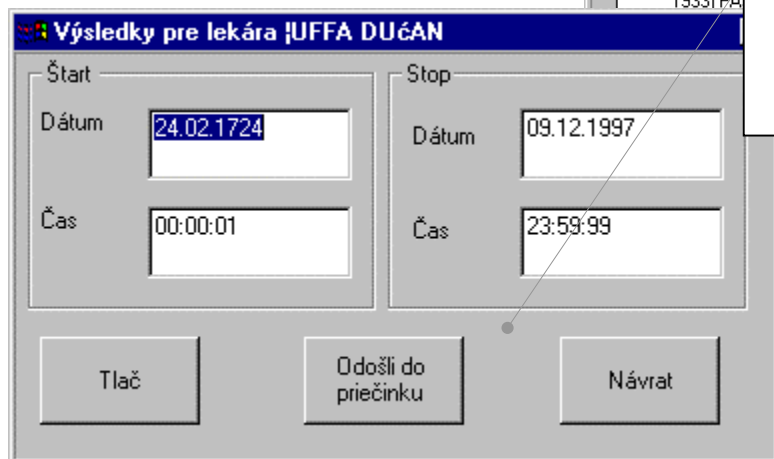 Výsledky pre lekára ¦UFFA DUćAN
Štart
Dátum
24.02.1724
Čas
00:00:01
Stop
Dátum
09.12.1997
Čas
23:59:99
Tlač
Odošli do
priečinku
Návrat